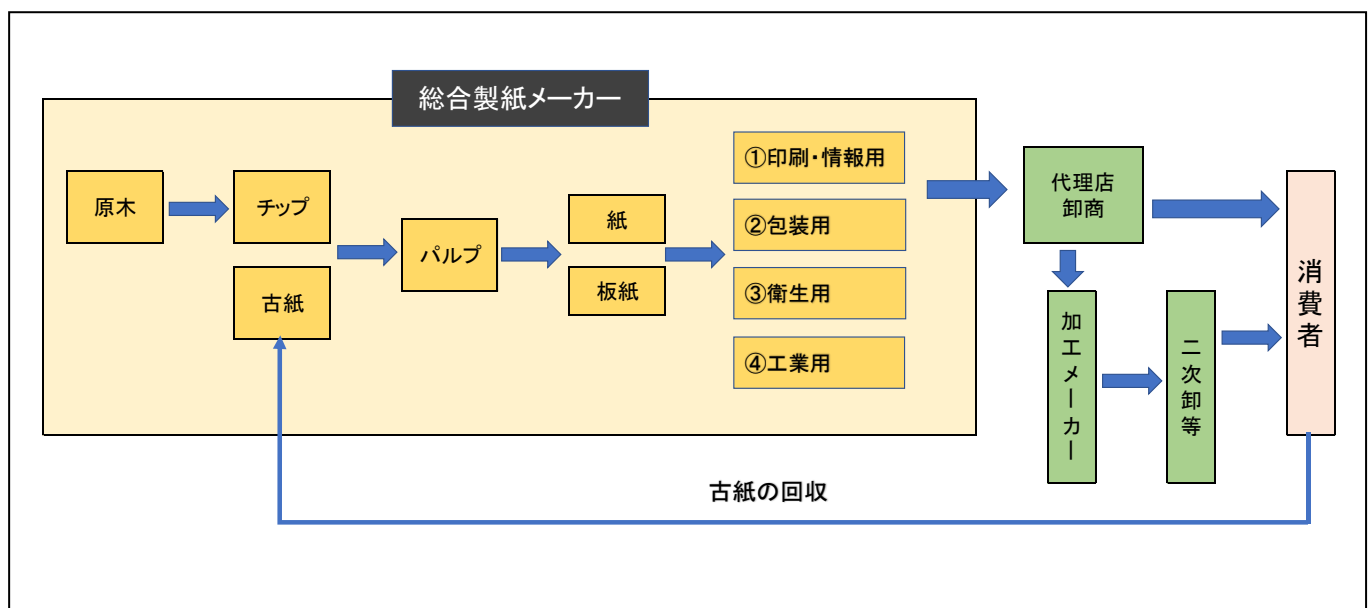 総合製紙メーカー
原木
チップ
古紙
パルプ
紙
板紙
①印刷・情報用
②包装用
③衛生用
④工業用
代理店
卸商
加工メーカー
二次卸等
消費者
古紙の回収